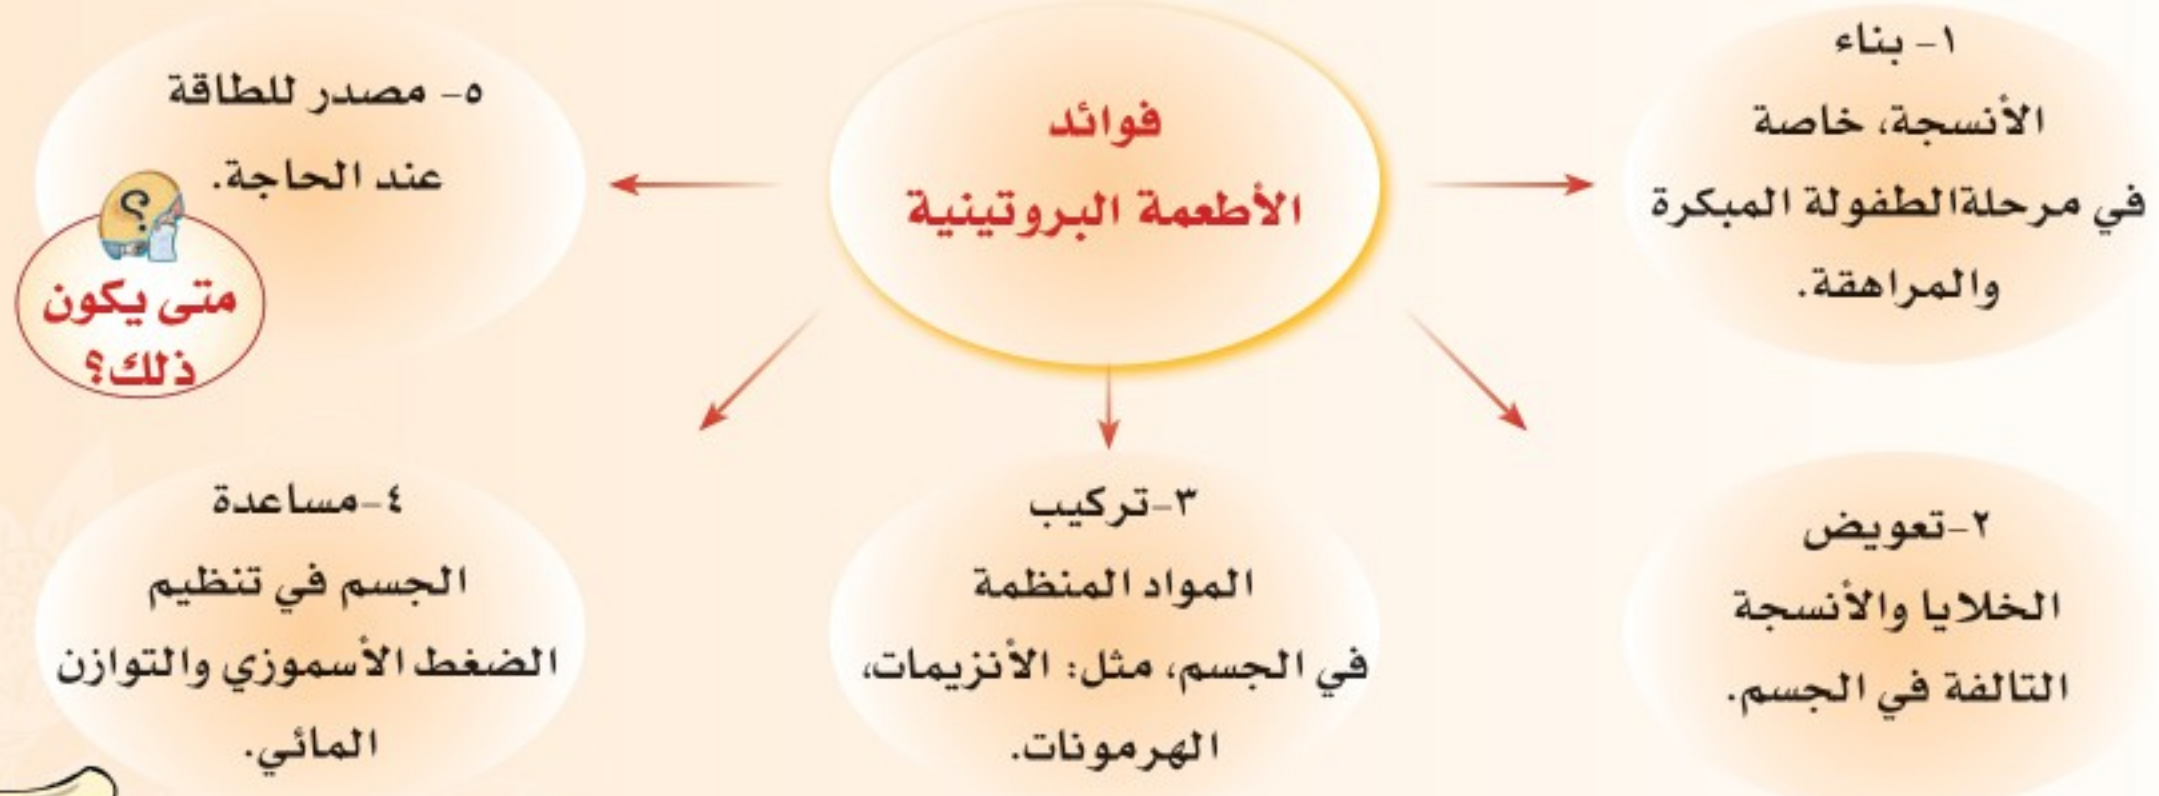 فوائد
الأطعمة البروتينية
١- بناء
الأنسجة، خاصة
في مرحلةالطفولة المبكرة
والمراهقة.
٢-تعويض
الخلايا والأنسجة
التالفة في الجسم.
٣-تركيب
المواد المنظمة
في الجسم، مثل: الأنزيمات،
الهرمونات.
٤-مساعدة
الجسم في تنظيم
الضغط الأسموزي والتوازن
المائي.
٥- مصدر للطاقة
عند الحاجة.
؟
متى يكون
ذلك؟